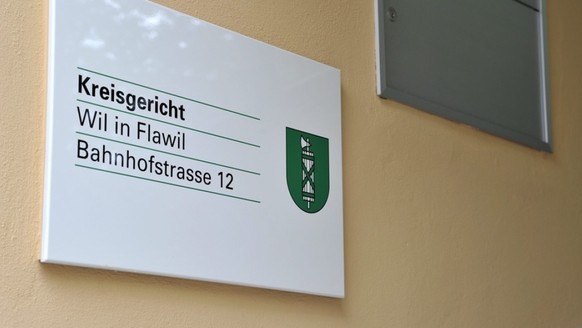 Kreisgericht
Wil in Flawil
Bahnhofstrasse 12